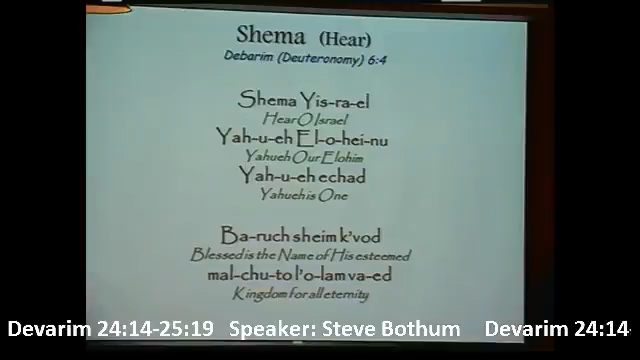 Shema (Hear)
Debarim (Deuteronomy) 6:4
Shema Yis-ra-el
Hear O Israel
Yah-u-eh El-o-hei-nu
Yahueh Our Elohim
Yah-u-eh echad
Yahueh is One
Ba-ruch sheim k'vod
Blessed is the Name of His esteemed
mal-chu-to l'o-lam va-ed
Kingdom for all eternity
Devarim 24:14-25:19 Speaker: Steve Bothum Devarim 24:14